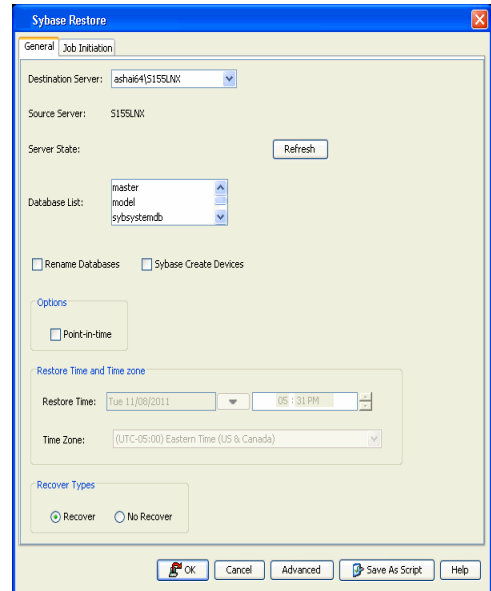 Sybase Restore
General Job Initiation
Destination Server: ashai64\S155LNX
Source Server: S155LNX
Server State: Refresh
Database List: master
model
sybsystemdb
Rename Databases Sybase Create Devices
Options
Point-in-time
Restore Time and Time zone
Restore Time: Tue 11/08/2011 05 : 31 PM
Time Zone: (UTC-05:00) Eastern Time (US & Canada)
Recover Types
Recover No Recover
OK Cancel Advanced Save As Script Help